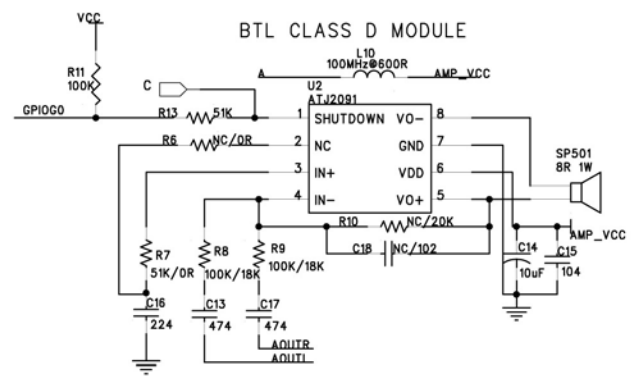 VCC
BTL CLASS D MODULE
L10
100MHz@600R
A
AMP_VCC
R11
100K
C
U2
ATJ2091
GPIOG0
R13
51K
1
SHUTDOWN
VO-
8
R6
NC/0R
2
NC
GND
7
SP501
8R 1W
3
IN+
VDD
6
4
IN-
VO+
5
R10
NC/20K
AMP_VCC
C18
NC/102
C14
10uF
C15
104
R7
51K/0R
R8
100K/18K
R9
100K/18K
C16
224
C13
474
C17
474
AOUTR
AOUTL